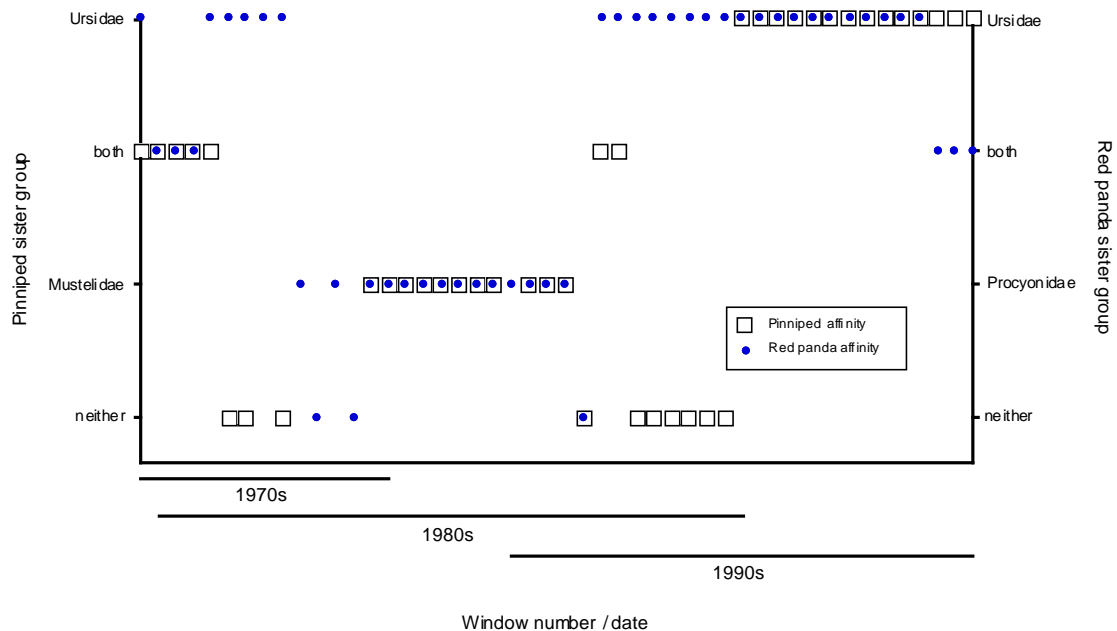 Ursidae
Ursidae
both
both
Pinniped sister group
Red panda sister group
Mustelidae
Procyonidae
Pinniped affinity
Red panda affinity
neither
neither
1970s
1980s
1990s
Window number / date